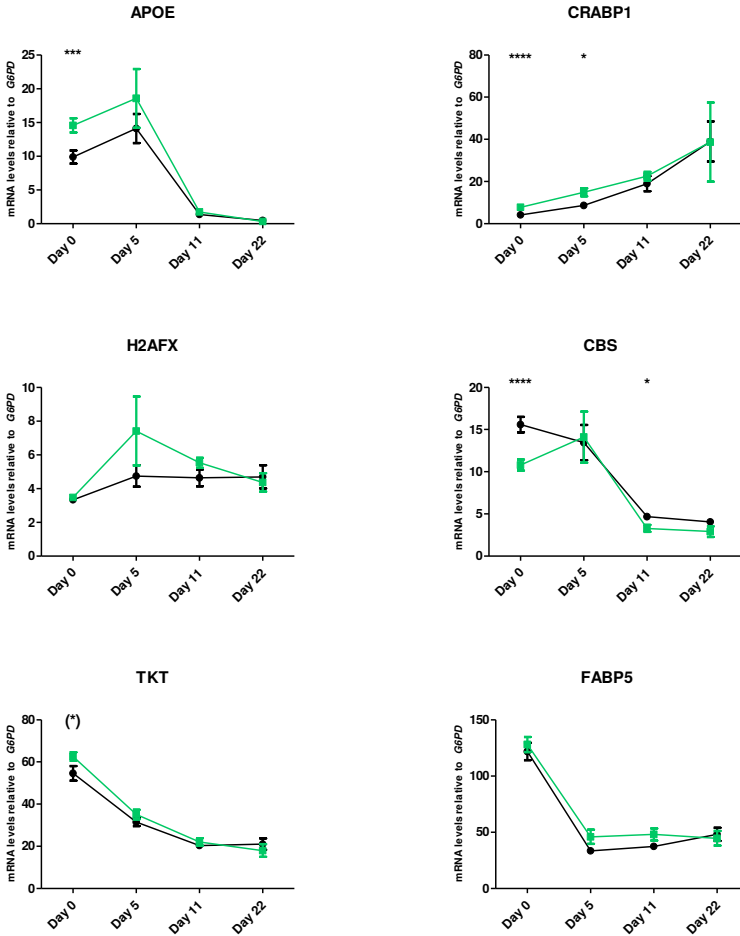 APOE
mRNA levels relative to G6PD
25
20
15
10
5
0
***
Day 0
Day 5
Day 11
Day 22
CRABP1
mRNA levels relative to G6PD
80
60
40
20
0
****
*
Day 0
Day 5
Day 11
Day 22
H2AFX
mRNA levels relative to G6PD
10
8
6
4
2
0
Day 0
Day 5
Day 11
Day 22
CBS
mRNA levels relative to G6PD
20
15
10
5
0
****
*
Day 0
Day 5
Day 11
Day 22
TKT
mRNA levels relative to G6PD
80
60
40
20
0
(*)
Day 0
Day 5
Day 11
Day 22
FABP5
mRNA levels relative to G6PD
150
100
50
0
Day 0
Day 5
Day 11
Day 22